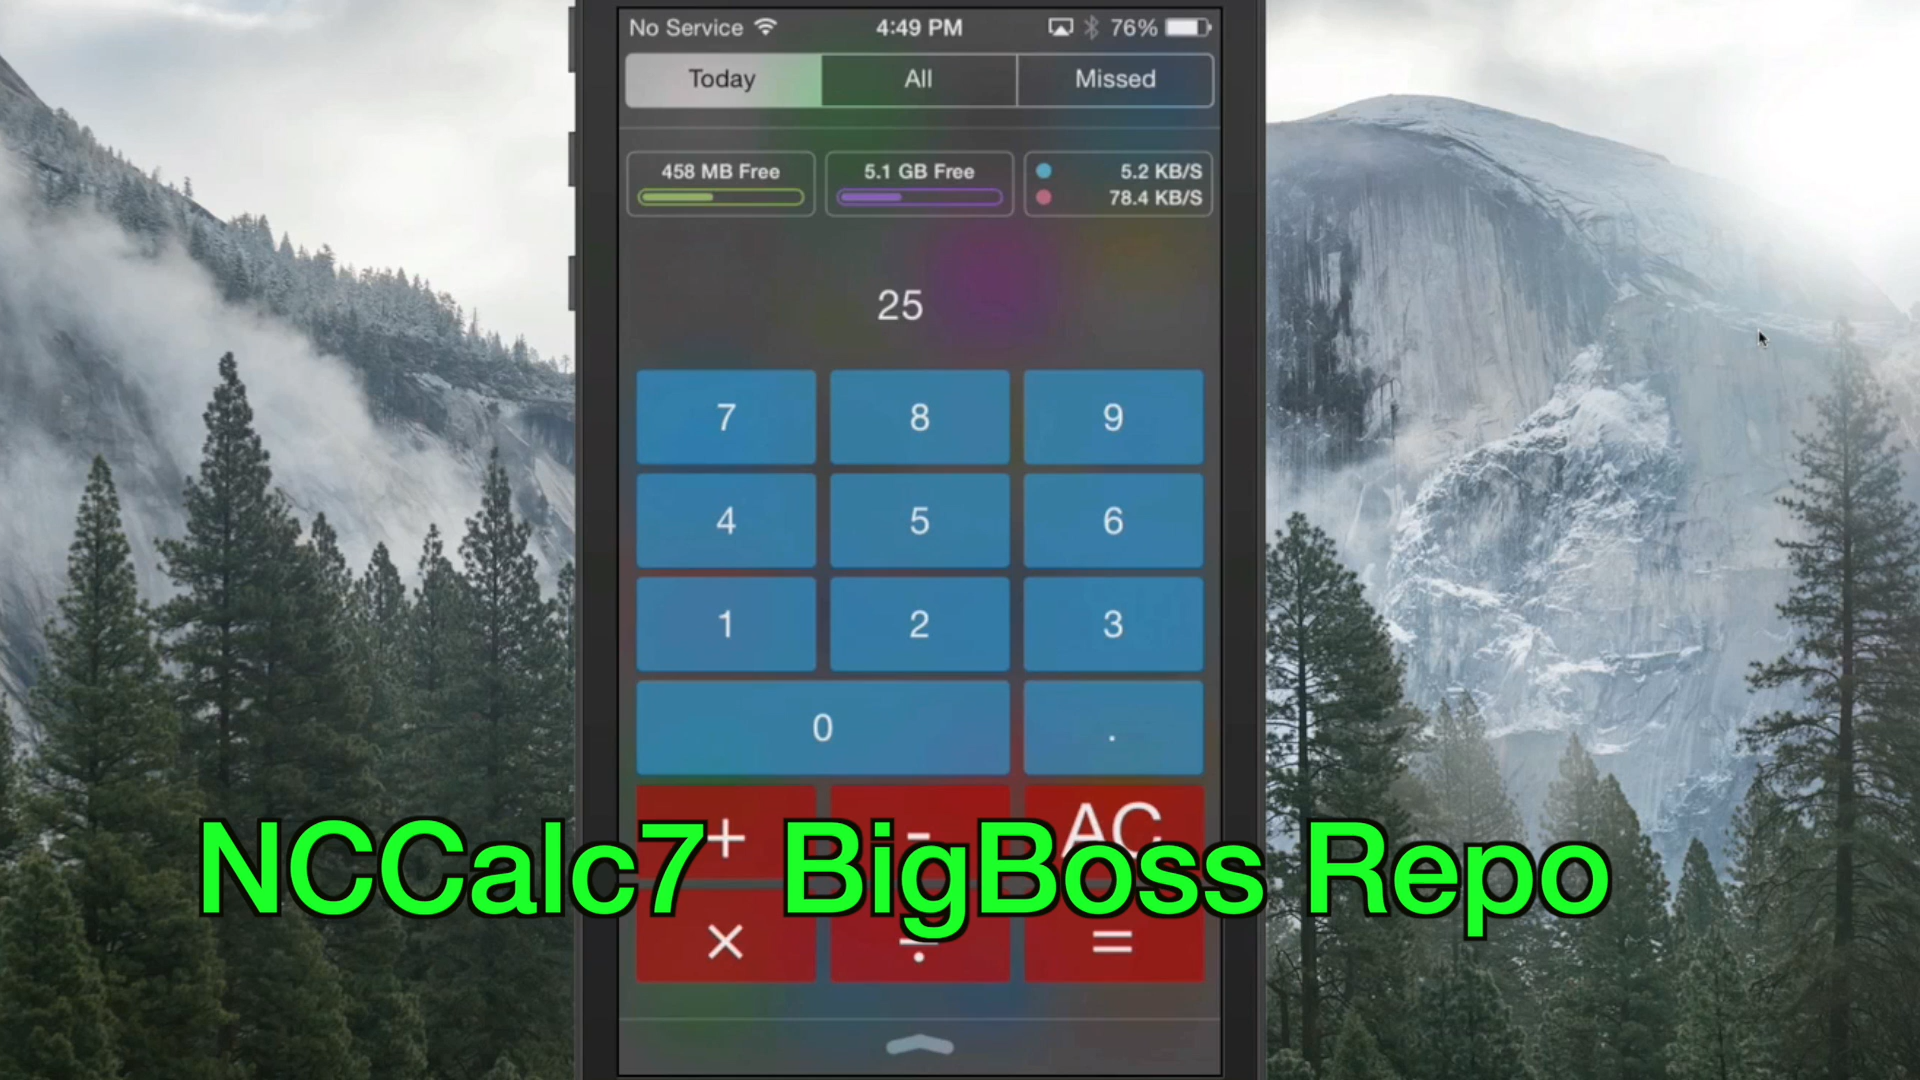 No Service 4:49 PM 76%
Today All Missed
458 MB Free 5.1 GB Free 5.2 KB/S
78.4 KB/S
25
7 8 9
4 5 6
1 2 3
0 .
+ - AC
NCCalc7 BigBoss Repo
× ÷ =